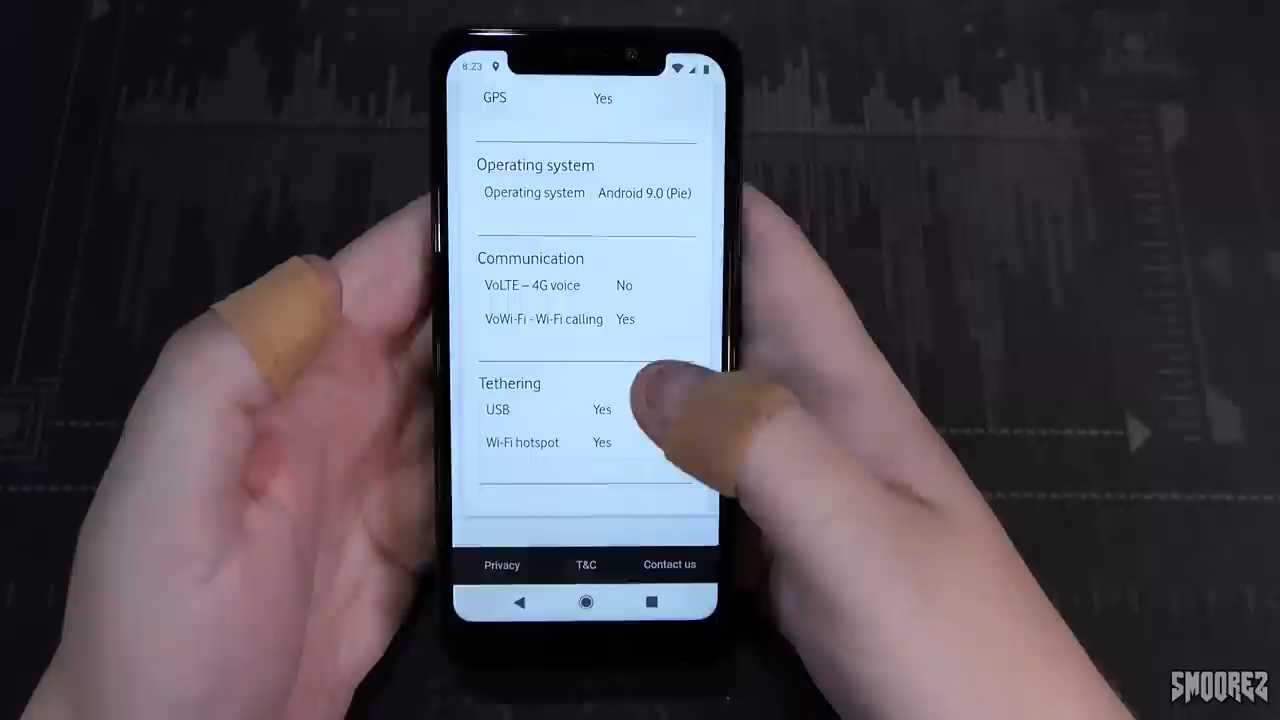 8.23
GPS Yes
Operating system
Operating system Android 9.0 (Pie)
Communication
VoLTE – 4G voice No
VoWi-Fi - Wi-Fi calling Yes
Tethering
USB Yes
Wi-Fi hotspot Yes
Privacy T&C Contact us
SMOOREZ